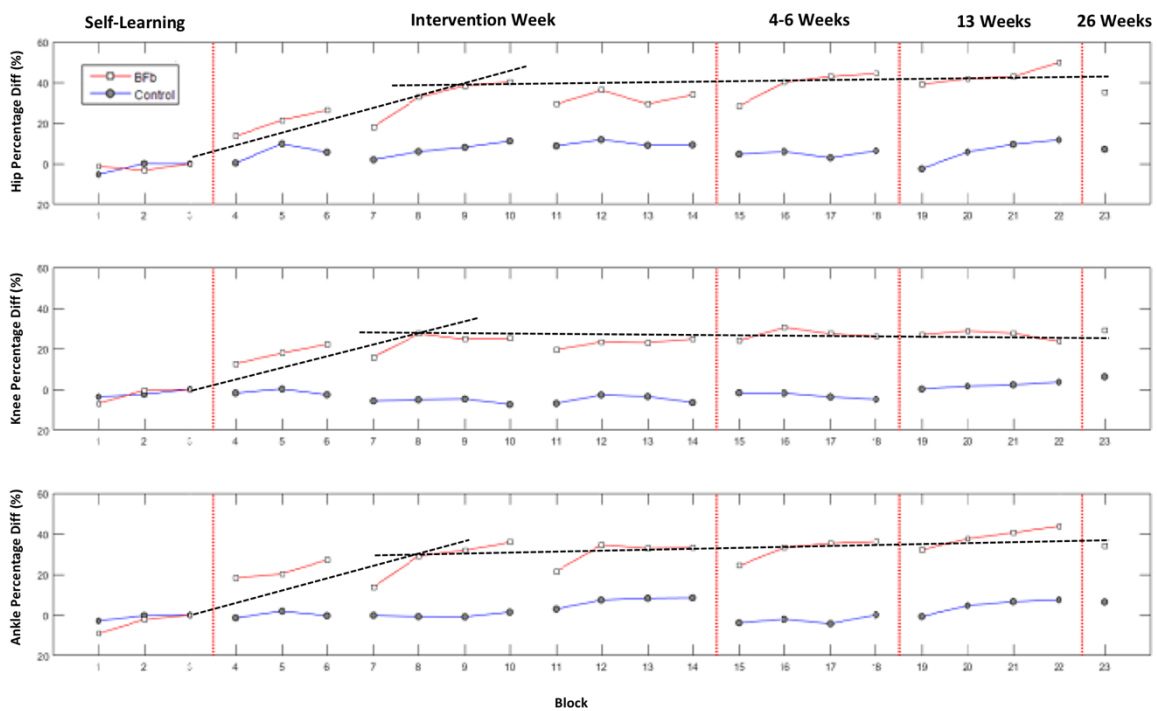 Self-Learning Intervention Week 4-6 Weeks 13 Weeks 26 Weeks
Hip Percentage Diff (%)
60
40
20
0
20
BFb
Control
1 2 3 4 5 6 7 8 9 10 11 12 13 14 15 16 17 18 19 20 21 22 23
Knee Percentage Diff (%)
60
40
20
0
20
1 2 3 4 5 6 7 8 9 10 11 12 13 14 15 16 17 18 19 20 21 22 23
Ankle Percentage Diff (%)
60
40
20
0
20
1 2 3 4 5 6 7 8 9 10 11 12 13 14 15 16 17 18 19 20 21 22 23
Block